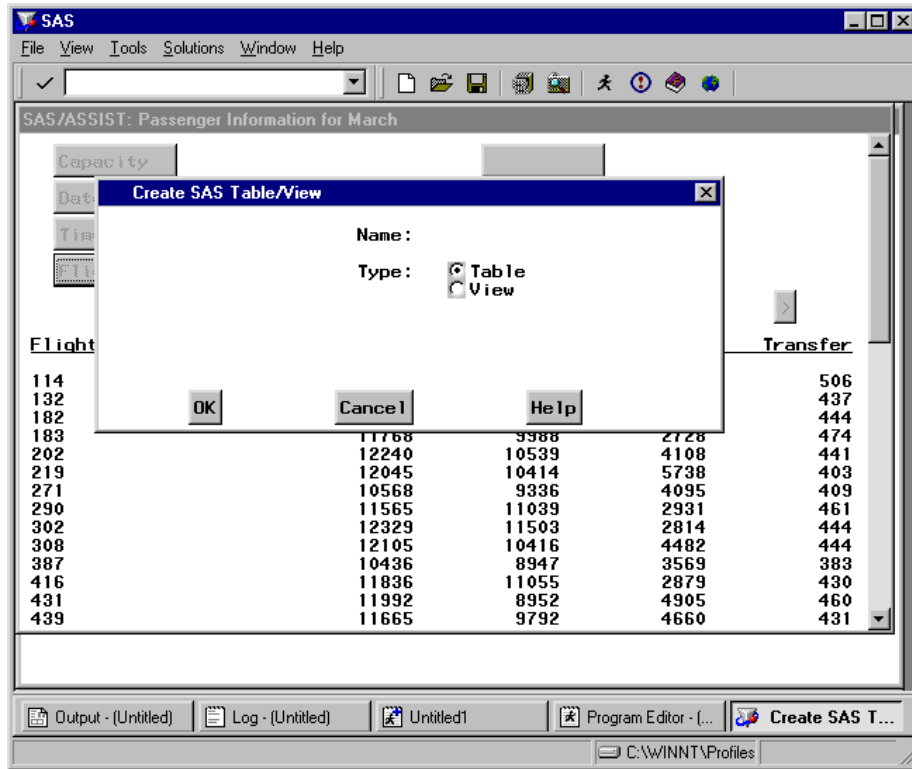 SAS
File View Tools Solutions Window Help
SAS/ASSIST: Passenger Information for March
Capacity
Create SAS Table/View
Name:
Type: Table
View
>
Flight Transfer
OK Cancel Help
114 506
132 437
182 444
183 11768 9988 2728 474
202 12240 10539 4108 441
219 12045 10414 5738 403
271 10568 9336 4095 409
290 11565 11039 2931 461
302 12329 11503 2814 444
308 12105 10416 4482 444
387 10436 8947 3569 383
416 11836 11055 2879 430
431 11992 8952 4905 460
439 11665 9792 4660 431
Output - (Untitled) Log - (Untitled) Untitled1 Program Editor - (... Create SAS T...
C:\WINNT\Profiles